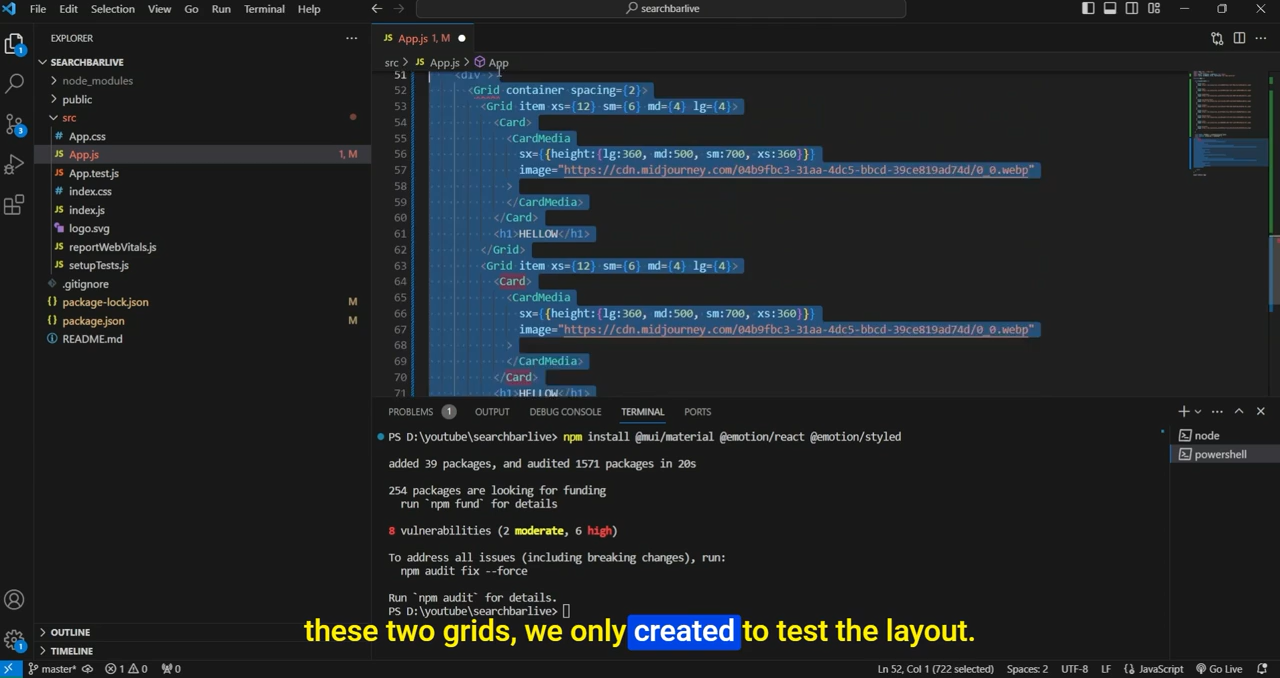 File Edit Selection View Go Run Terminal Help
searchbarlive
EXPLORER
SEARCHBARLIVE
node_modules
public
src
App.css
App.js 1, M
App.test.js
index.css
index.js
logo.svg
reportWebVitals.js
setupTests.js
.gitignore
package-lock.json M
package.json M
README.md
OUTLINE
TIMELINE
JS App.js 1, M
src > JS App.js > App
51 <div >
52 <Grid container spacing={2}>
53 <Grid item xs={12} sm={6} md={4} lg={4}>
54 <Card>
55 <CardMedia
56 sx={{height:{lg:360, md:500, sm:700, xs:360}}}
57 image="https://cdn.midjourney.com/04b9fbc3-31aa-4dc5-bbcd-39ce819ad74d/0_0.webp"
58 >
59 </CardMedia>
60 </Card>
61 <h1>HELLOW</h1>
62 </Grid>
63 <Grid item xs={12} sm={6} md={4} lg={4}>
64 <Card>
65 <CardMedia
66 sx={{height:{lg:360, md:500, sm:700, xs:360}}}
67 image="https://cdn.midjourney.com/04b9fbc3-31aa-4dc5-bbcd-39ce819ad74d/0_0.webp"
68 >
69 </CardMedia>
70 </Card>
71 <h1>HELLOW</h1>
PROBLEMS 1 OUTPUT DEBUG CONSOLE TERMINAL PORTS
PS D:\youtube\searchbarlive> npm install @mui/material @emotion/react @emotion/styled
added 39 packages, and audited 1571 packages in 20s
254 packages are looking for funding
run `npm fund` for details
8 vulnerabilities (2 moderate, 6 high)
To address all issues (including breaking changes), run:
npm audit fix --force
Run `npm audit` for details.
PS D:\youtube\searchbarlive>
node
powershell
these two grids, we only created to test the layout.
master* 1 0 0 Ln 52, Col 1 (722 selected) Spaces: 2 UTF-8 LF JavaScript Go Live